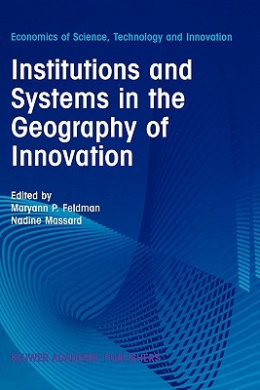 Economics of Science, Technology and Innovation
Institutions and
Systems in the
Geography of
Innovation
Edited by
Maryann P. Feldman
Nadine Massard
KLUWER ACADEMIC PUBLISHERS